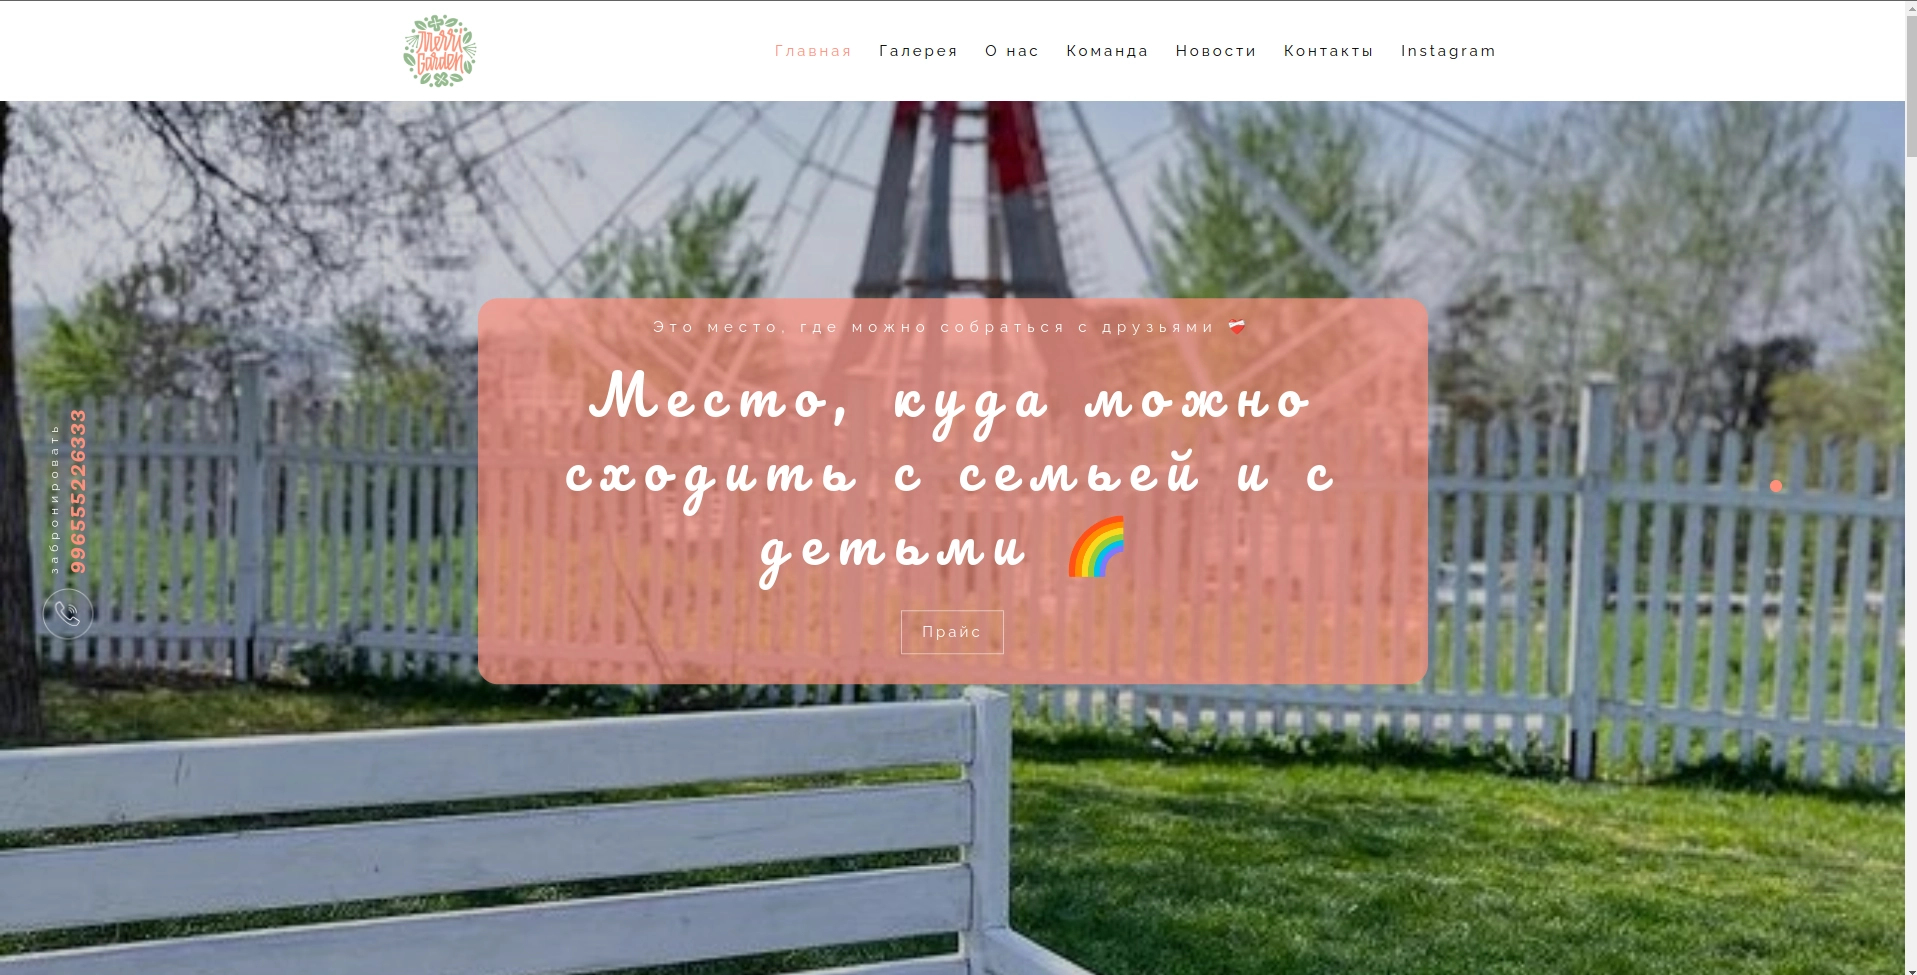 Merri
Garden
Главная Галерея О нас Команда Новости Контакты Instagram
Это место, где можно собраться с друзьями ❤️‍🩹
Место, куда можно
сходить с семьей и с
детьми 🌈
Прайс
забронировать
996555226333